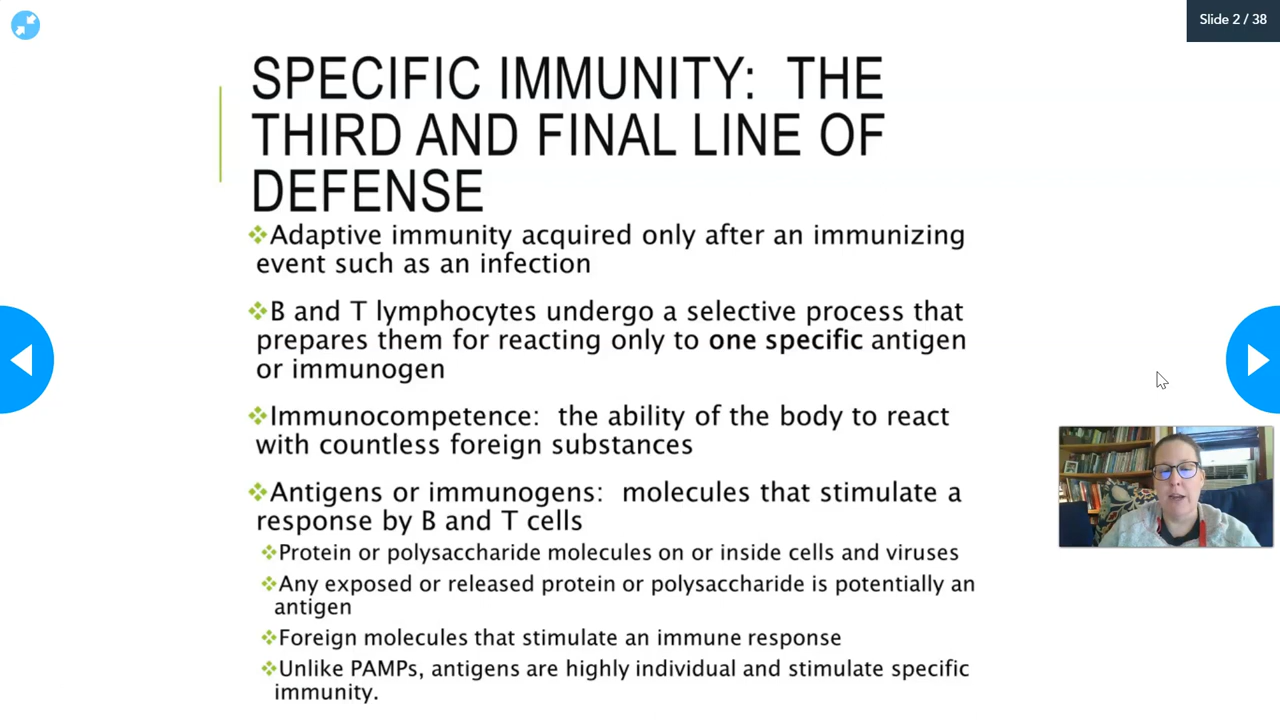 Slide 2 / 38
SPECIFIC IMMUNITY: THE
THIRD AND FINAL LINE OF
DEFENSE
Adaptive immunity acquired only after an immunizing
event such as an infection
B and T lymphocytes undergo a selective process that
prepares them for reacting only to one specific antigen
or immunogen
Immunocompetence: the ability of the body to react
with countless foreign substances
Antigens or immunogens: molecules that stimulate a
response by B and T cells
Protein or polysaccharide molecules on or inside cells and viruses
Any exposed or released protein or polysaccharide is potentially an
antigen
Foreign molecules that stimulate an immune response
Unlike PAMPs, antigens are highly individual and stimulate specific
immunity.